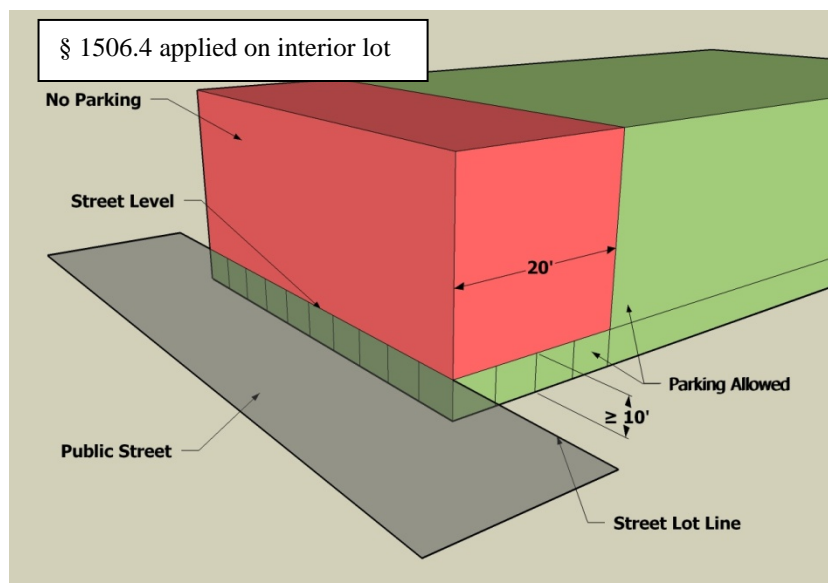 § 1506.4 applied on interior lot
No Parking
Street Level
20'
Parking Allowed
≥ 10'
Public Street
Street Lot Line